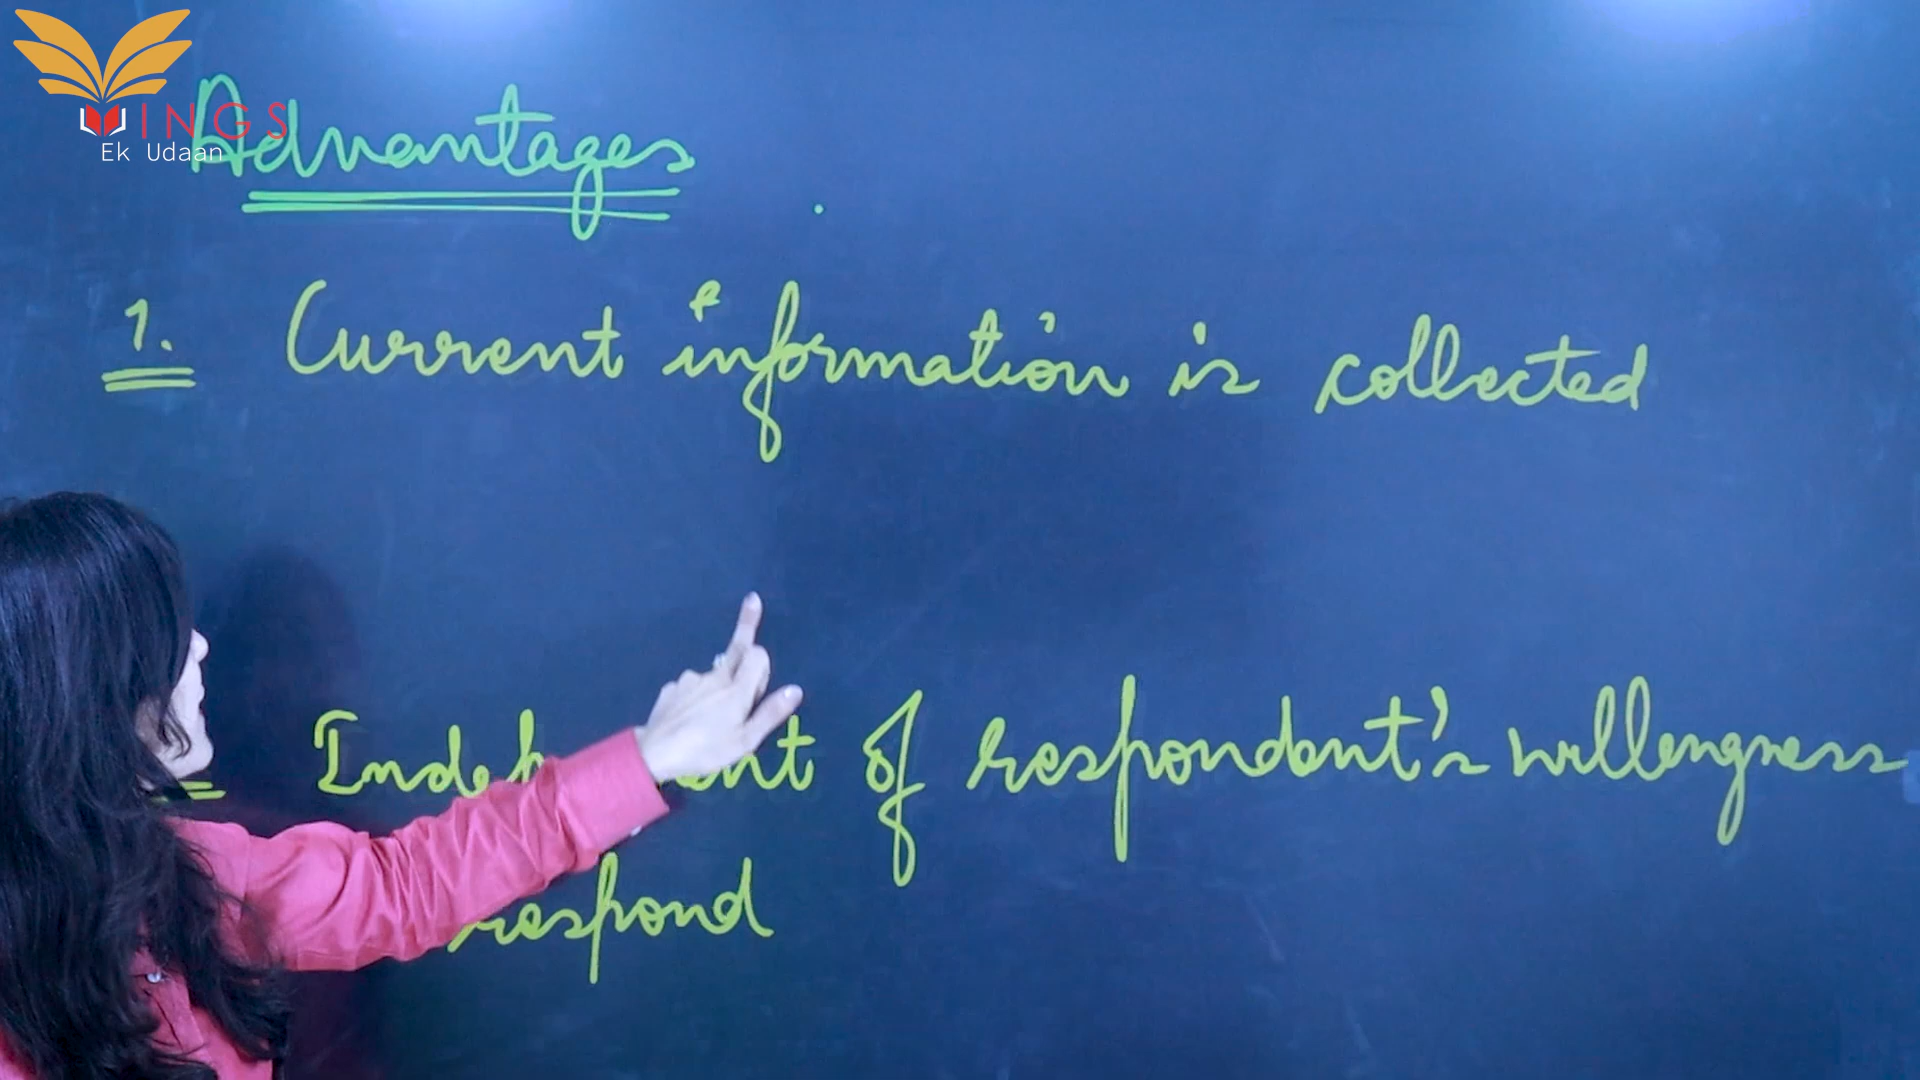 WINGS
Ek Udaan
Advantages
1. Current information is collected
of respondent's willingness
respond